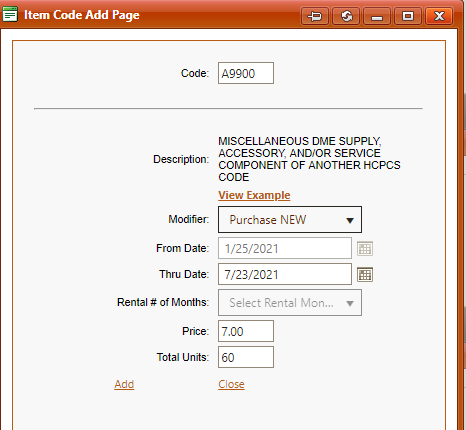 Item Code Add Page
Code: A9900
Description: MISCELLANEOUS DME SUPPLY,
ACCESSORY, AND/OR SERVICE
COMPONENT OF ANOTHER HCPCS
CODE
View Example
Modifier: Purchase NEW
From Date: 1/25/2021
Thru Date: 7/23/2021
Rental # of Months: Select Rental Mon...
Price: 7.00
Total Units: 60
Add Close